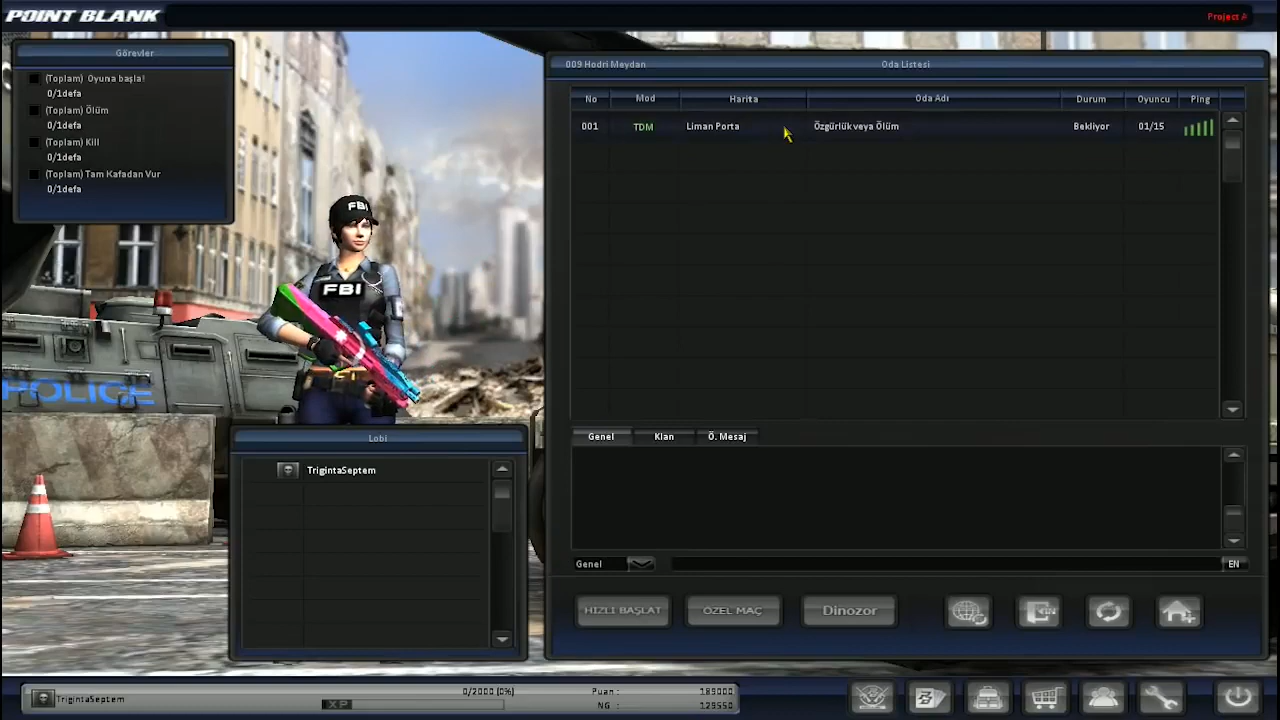 POINT BLANK
Project A
Görevler
(Toplam) Oyuna başla!
0/1defa
(Toplam) Ölüm
0/1defa
(Toplam) Kill
0/1defa
(Toplam) Tam Kafadan Vur
0/1defa
009 Hodri Meydan Oda Listesi
No Mod Harita Oda Adı Durum Oyuncu Ping
001 TDM Liman Porta Özgürlük veya Ölüm Bekliyor 01/15
FBI
FBI
POLICE
Lobi
TrigintaSeptem
Genel Klan Ö. Mesaj
Genel EN
HIZLI BAŞLAT ÖZEL MAÇ Dinozor
TrigintaSeptem
0/2000 (0%)
XP
Puan : 189000
NG : 129550